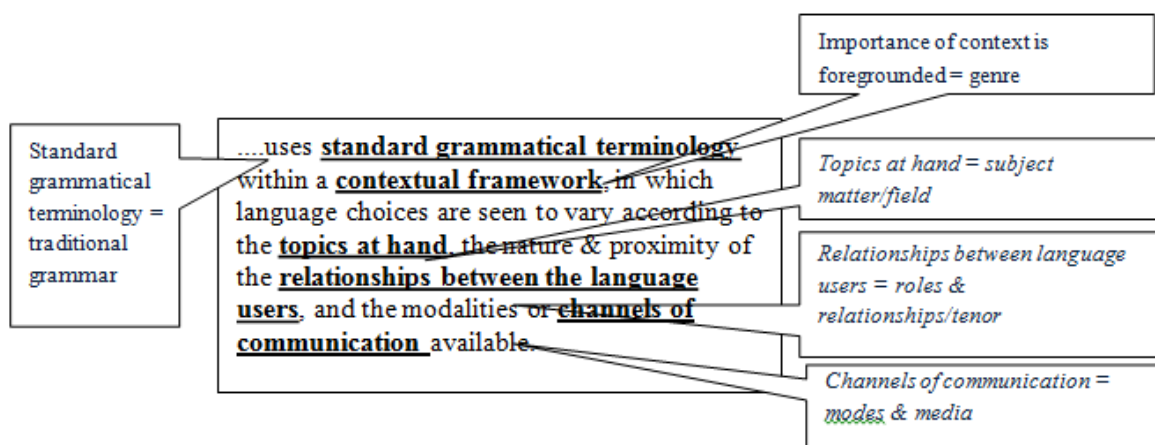 Importance of context is
foregrounded = genre
Standard
grammatical
terminology =
traditional
grammar
....uses standard grammatical terminology
within a contextual framework, in which
language choices are seen to vary according to
the topics at hand, the nature & proximity of
the relationships between the language
users, and the modalities or channels of
communication available.
Topics at hand = subject
matter/field
Relationships between language
users = roles &
relationships/tenor
Channels of communication =
modes & media